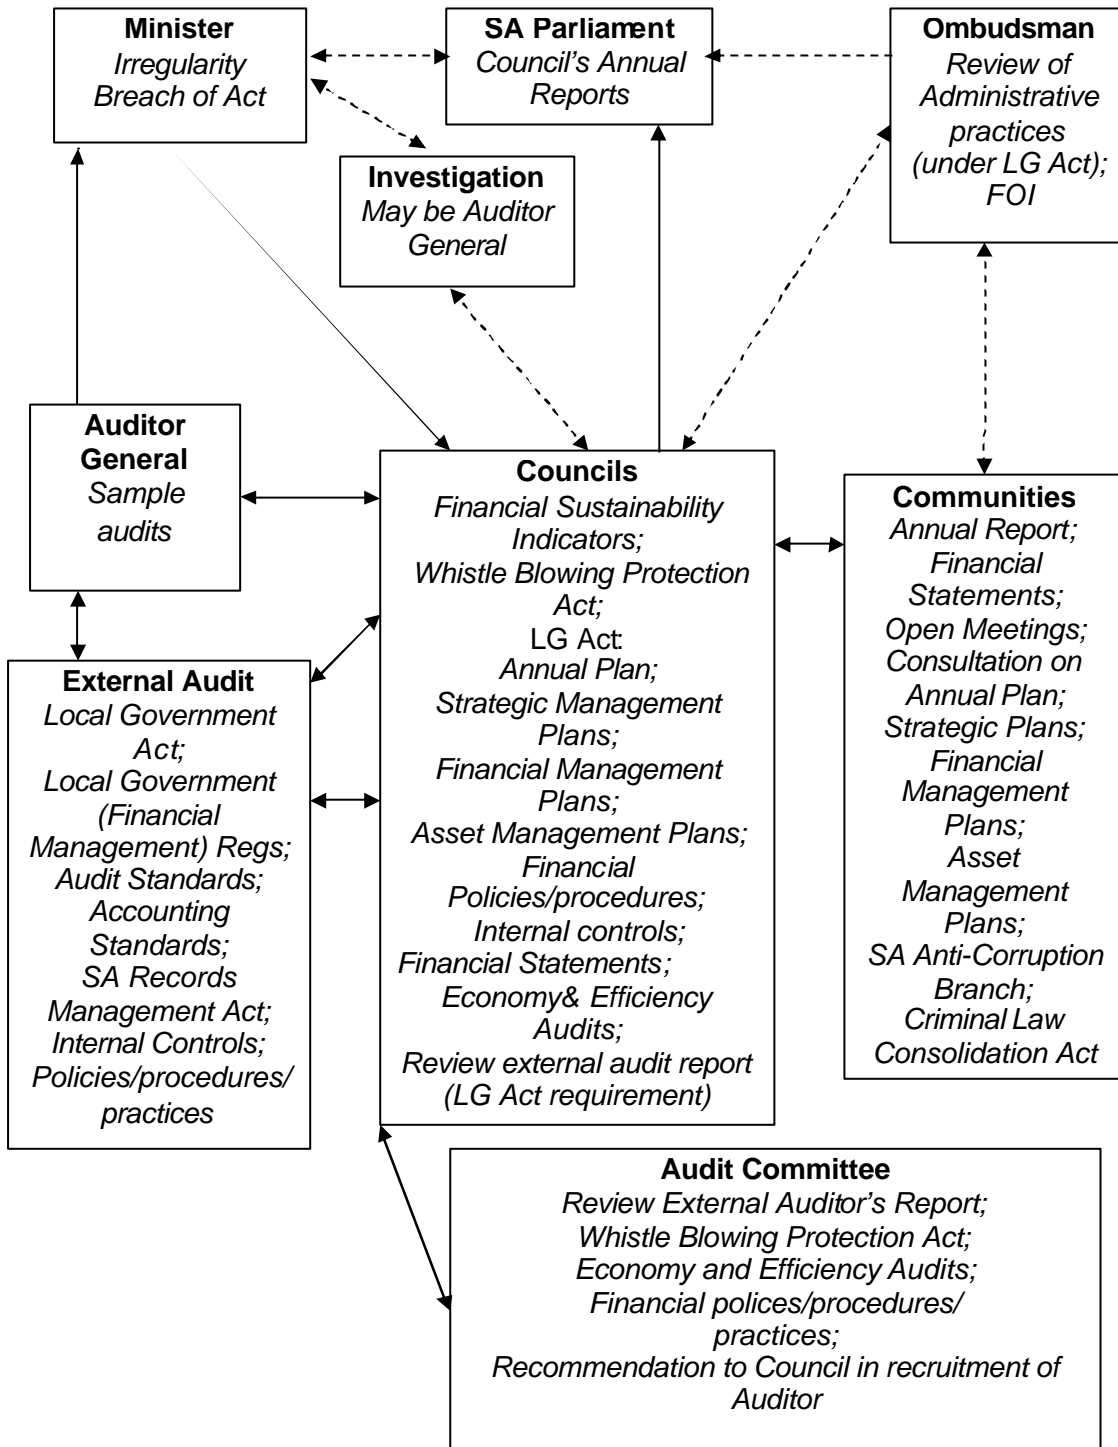 Minister
Irregularity
Breach of Act
SA Parliament
Council's Annual
Reports
Ombudsman
Review of
Administrative
practices
(under LG Act);
FOI
Investigation
May be Auditor
General
Auditor
General
Sample
audits
Councils
Financial Sustainability
Indicators;
Whistle Blowing Protection
Act;
LG Act:
Annual Plan;
Strategic Management
Plans;
Financial Management
Plans;
Asset Management Plans;
Financial
Policies/procedures;
Internal controls;
Financial Statements;
Economy& Efficiency
Audits;
Review external audit report
(LG Act requirement)
Communities
Annual Report;
Financial
Statements;
Open Meetings;
Consultation on
Annual Plan;
Strategic Plans;
Financial
Management
Plans;
Asset
Management
Plans;
SA Anti-Corruption
Branch;
Criminal Law
Consolidation Act
External Audit
Local Government
Act;
Local Government
(Financial
Management) Regs;
Audit Standards;
Accounting
Standards;
SA Records
Management Act;
Internal Controls;
Policies/procedures/
practices
Audit Committee
Review External Auditor's Report;
Whistle Blowing Protection Act;
Economy and Efficiency Audits;
Financial polices/procedures/
practices;
Recommendation to Council in recruitment of
Auditor